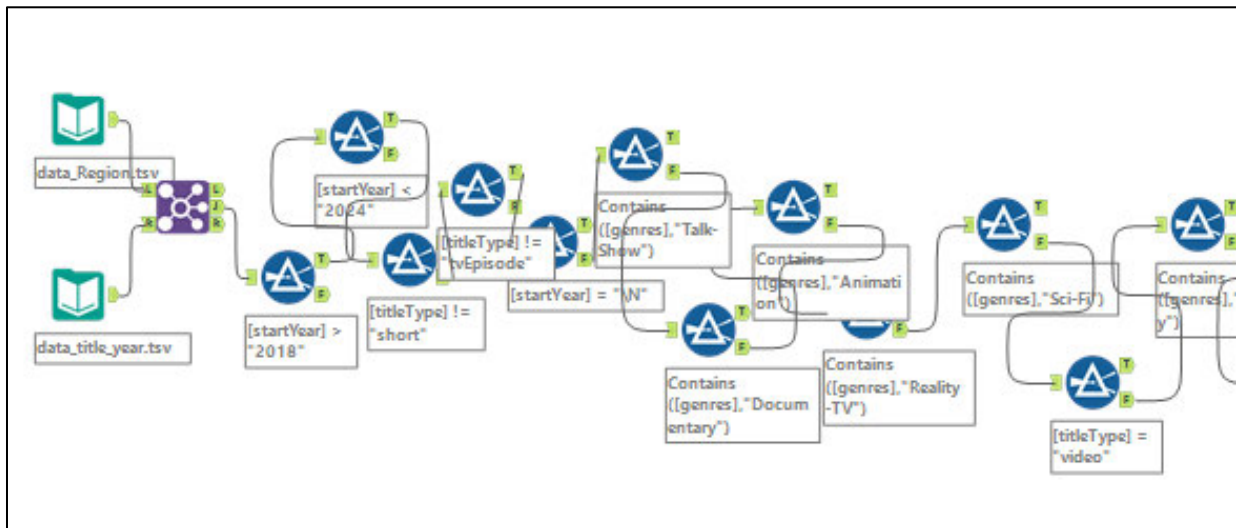 data_Region.tsv
L
R
L
J
R
data_title_year.tsv
T
F
[startYear] >
"2018"
T
F
[startYear] <
"2024"
[titleType] !=
"short"
T
R
[titleType] !=
"tvEpisode"
T
F
[startYear] = "\N"
T
F
Contains
([genres],"Talk-
Show")
T
F
Contains
([genres],"Docum
entary")
T
F
Contains
([genres],"Animati
on")
F
Contains
([genres],"Reality
-TV")
T
F
Contains
([genres],"Sci-Fi")
T
F
[titleType] =
"video"
T
F
Contains
([genres],"
y")